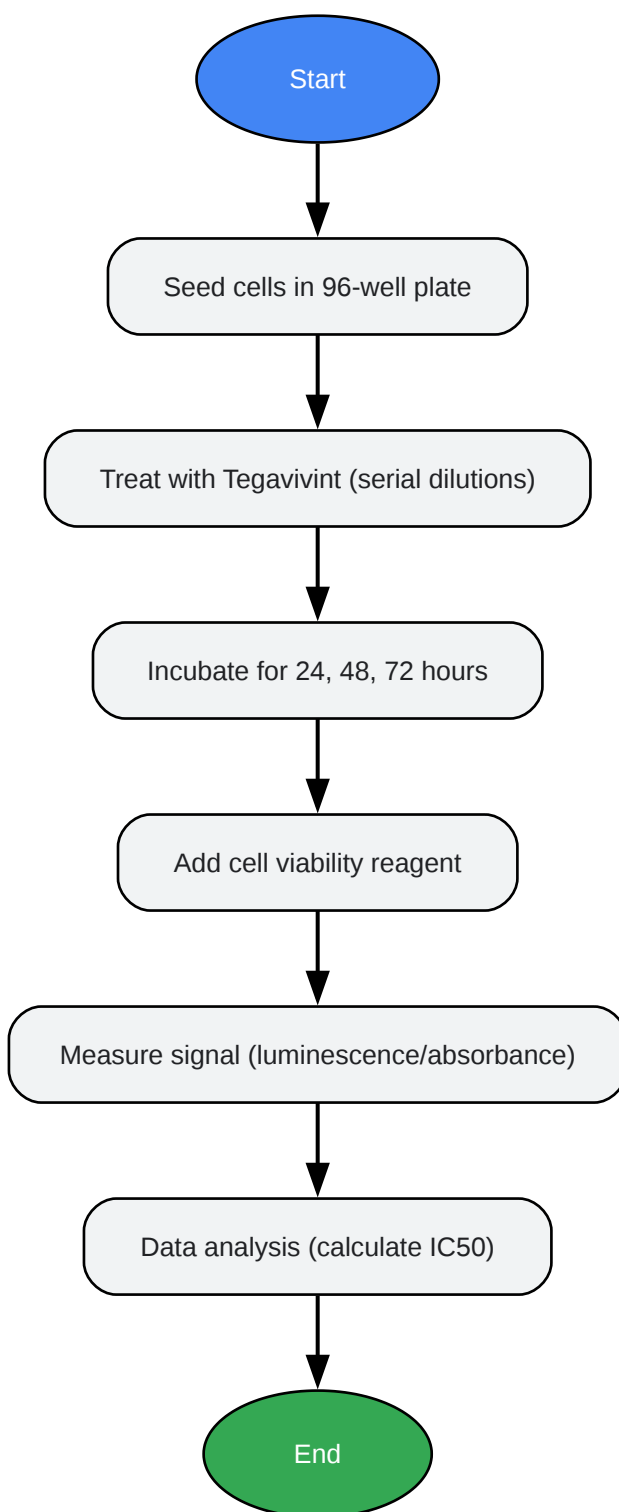 Start
Seed cells in 96-well plate
Treat with Tegavivint (serial dilutions)
Incubate for 24, 48, 72 hours
Add cell viability reagent
Measure signal (luminescence/absorbance)
Data analysis (calculate IC50)
End